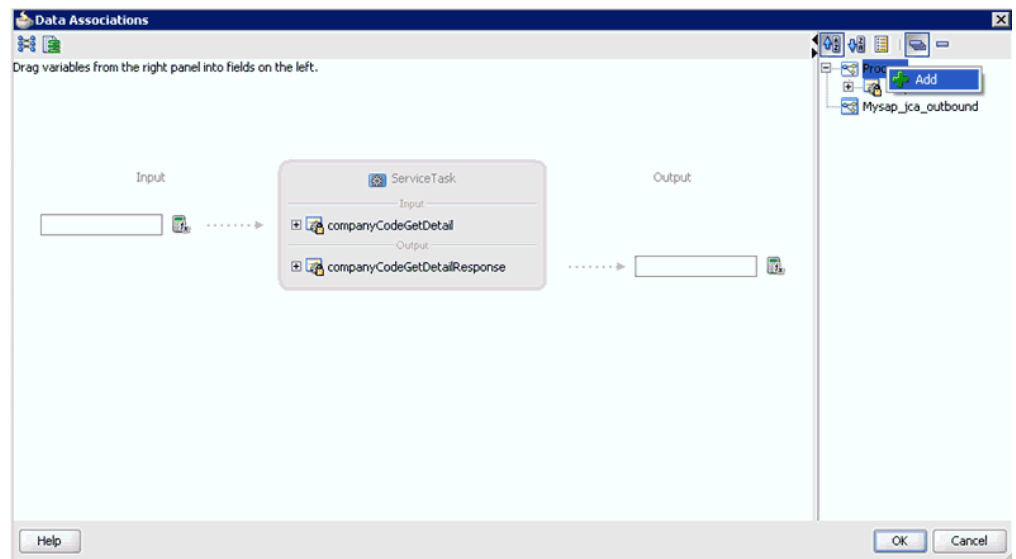 Data Associations
Drag variables from the right panel into fields on the left.
Add
Mysap_jca_outbound
Input
ServiceTask
Output
Input
companyCodeGetDetail
Output
companyCodeGetDetailResponse
Help
OK
Cancel